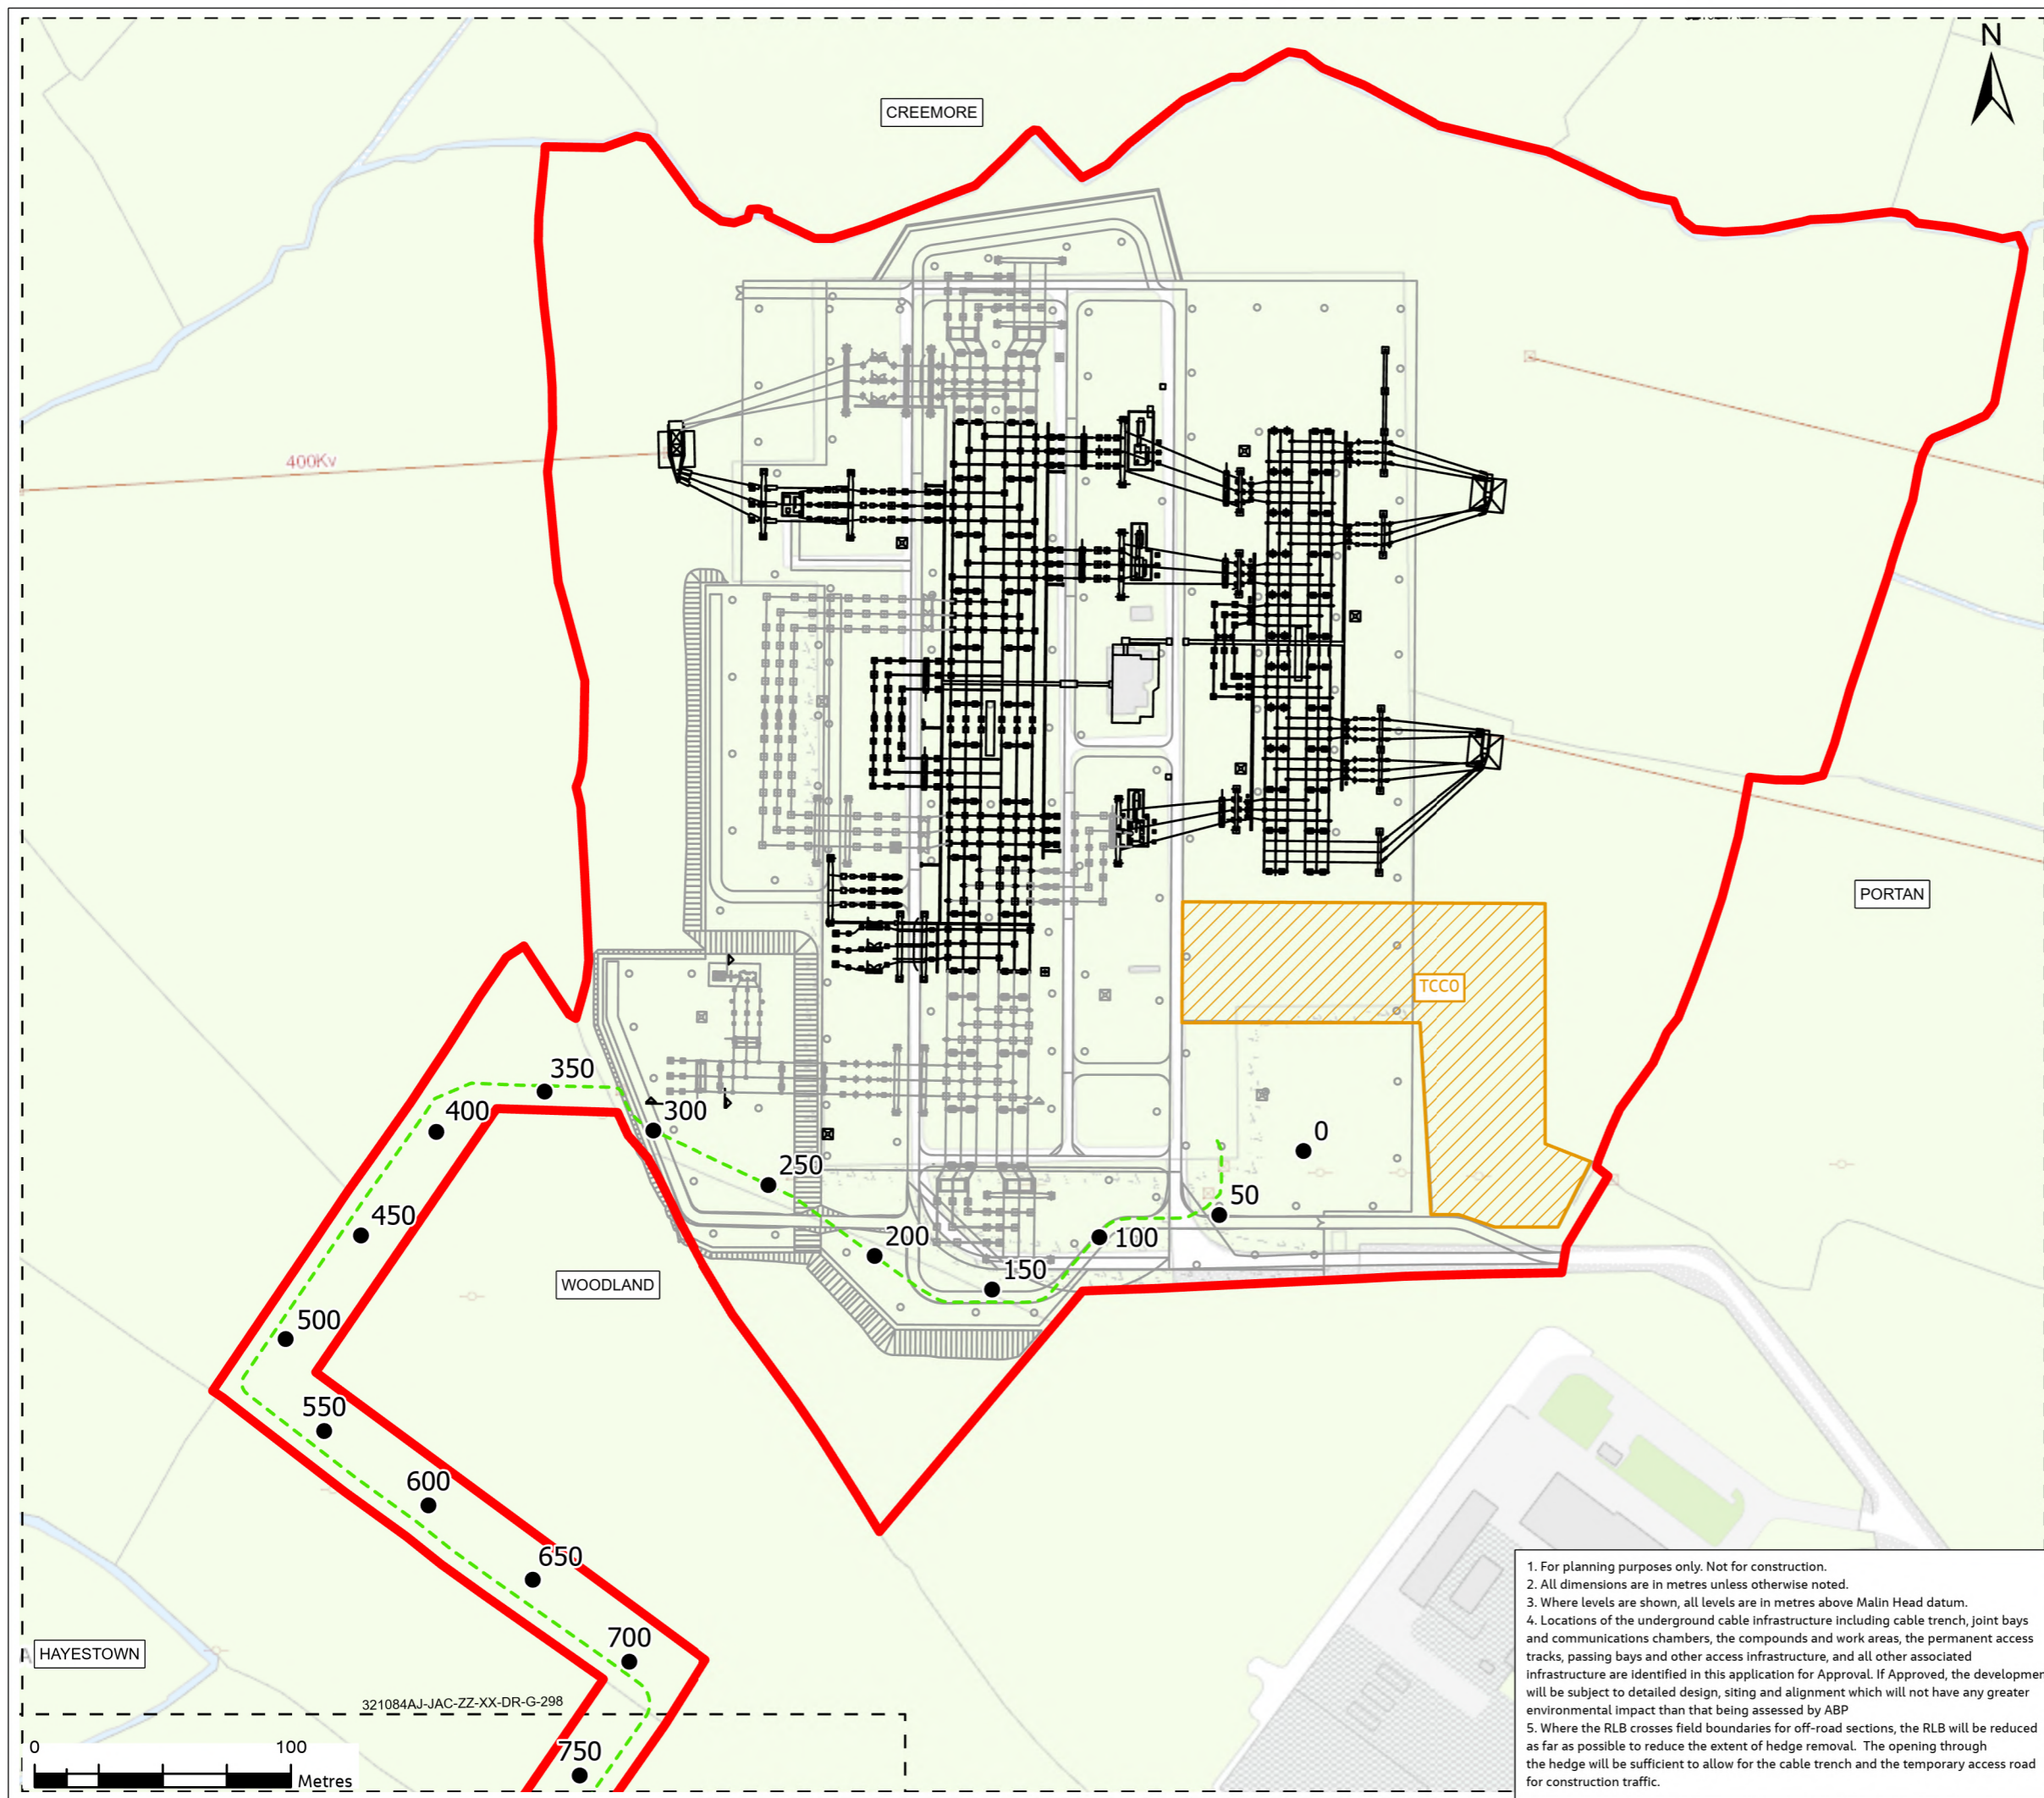 N
CREEMORE
400Kv
PORTAN
TCC0
350
400
300
0
250
50
450
200
100
150
WOODLAND
500
550
600
650
700
HAYESTOWN
321084AJ-JAC-ZZ-XX-DR-G-298
750
0 100
Metres
1. For planning purposes only. Not for construction.
2. All dimensions are in metres unless otherwise noted.
3. Where levels are shown, all levels are in metres above Malin Head datum.
4. Locations of the underground cable infrastructure including cable trench, joint bays
and communications chambers, the compounds and work areas, the permanent access
tracks, passing bays and other access infrastructure, and all other associated
infrastructure are identified in this application for Approval. If Approved, the developmen
will be subject to detailed design, siting and alignment which will not have any greater
environmental impact than that being assessed by ABP
5. Where the RLB crosses field boundaries for off-road sections, the RLB will be reduced
as far as possible to reduce the extent of hedge removal. The opening through
the hedge will be sufficient to allow for the cable trench and the temporary access road
for construction traffic.